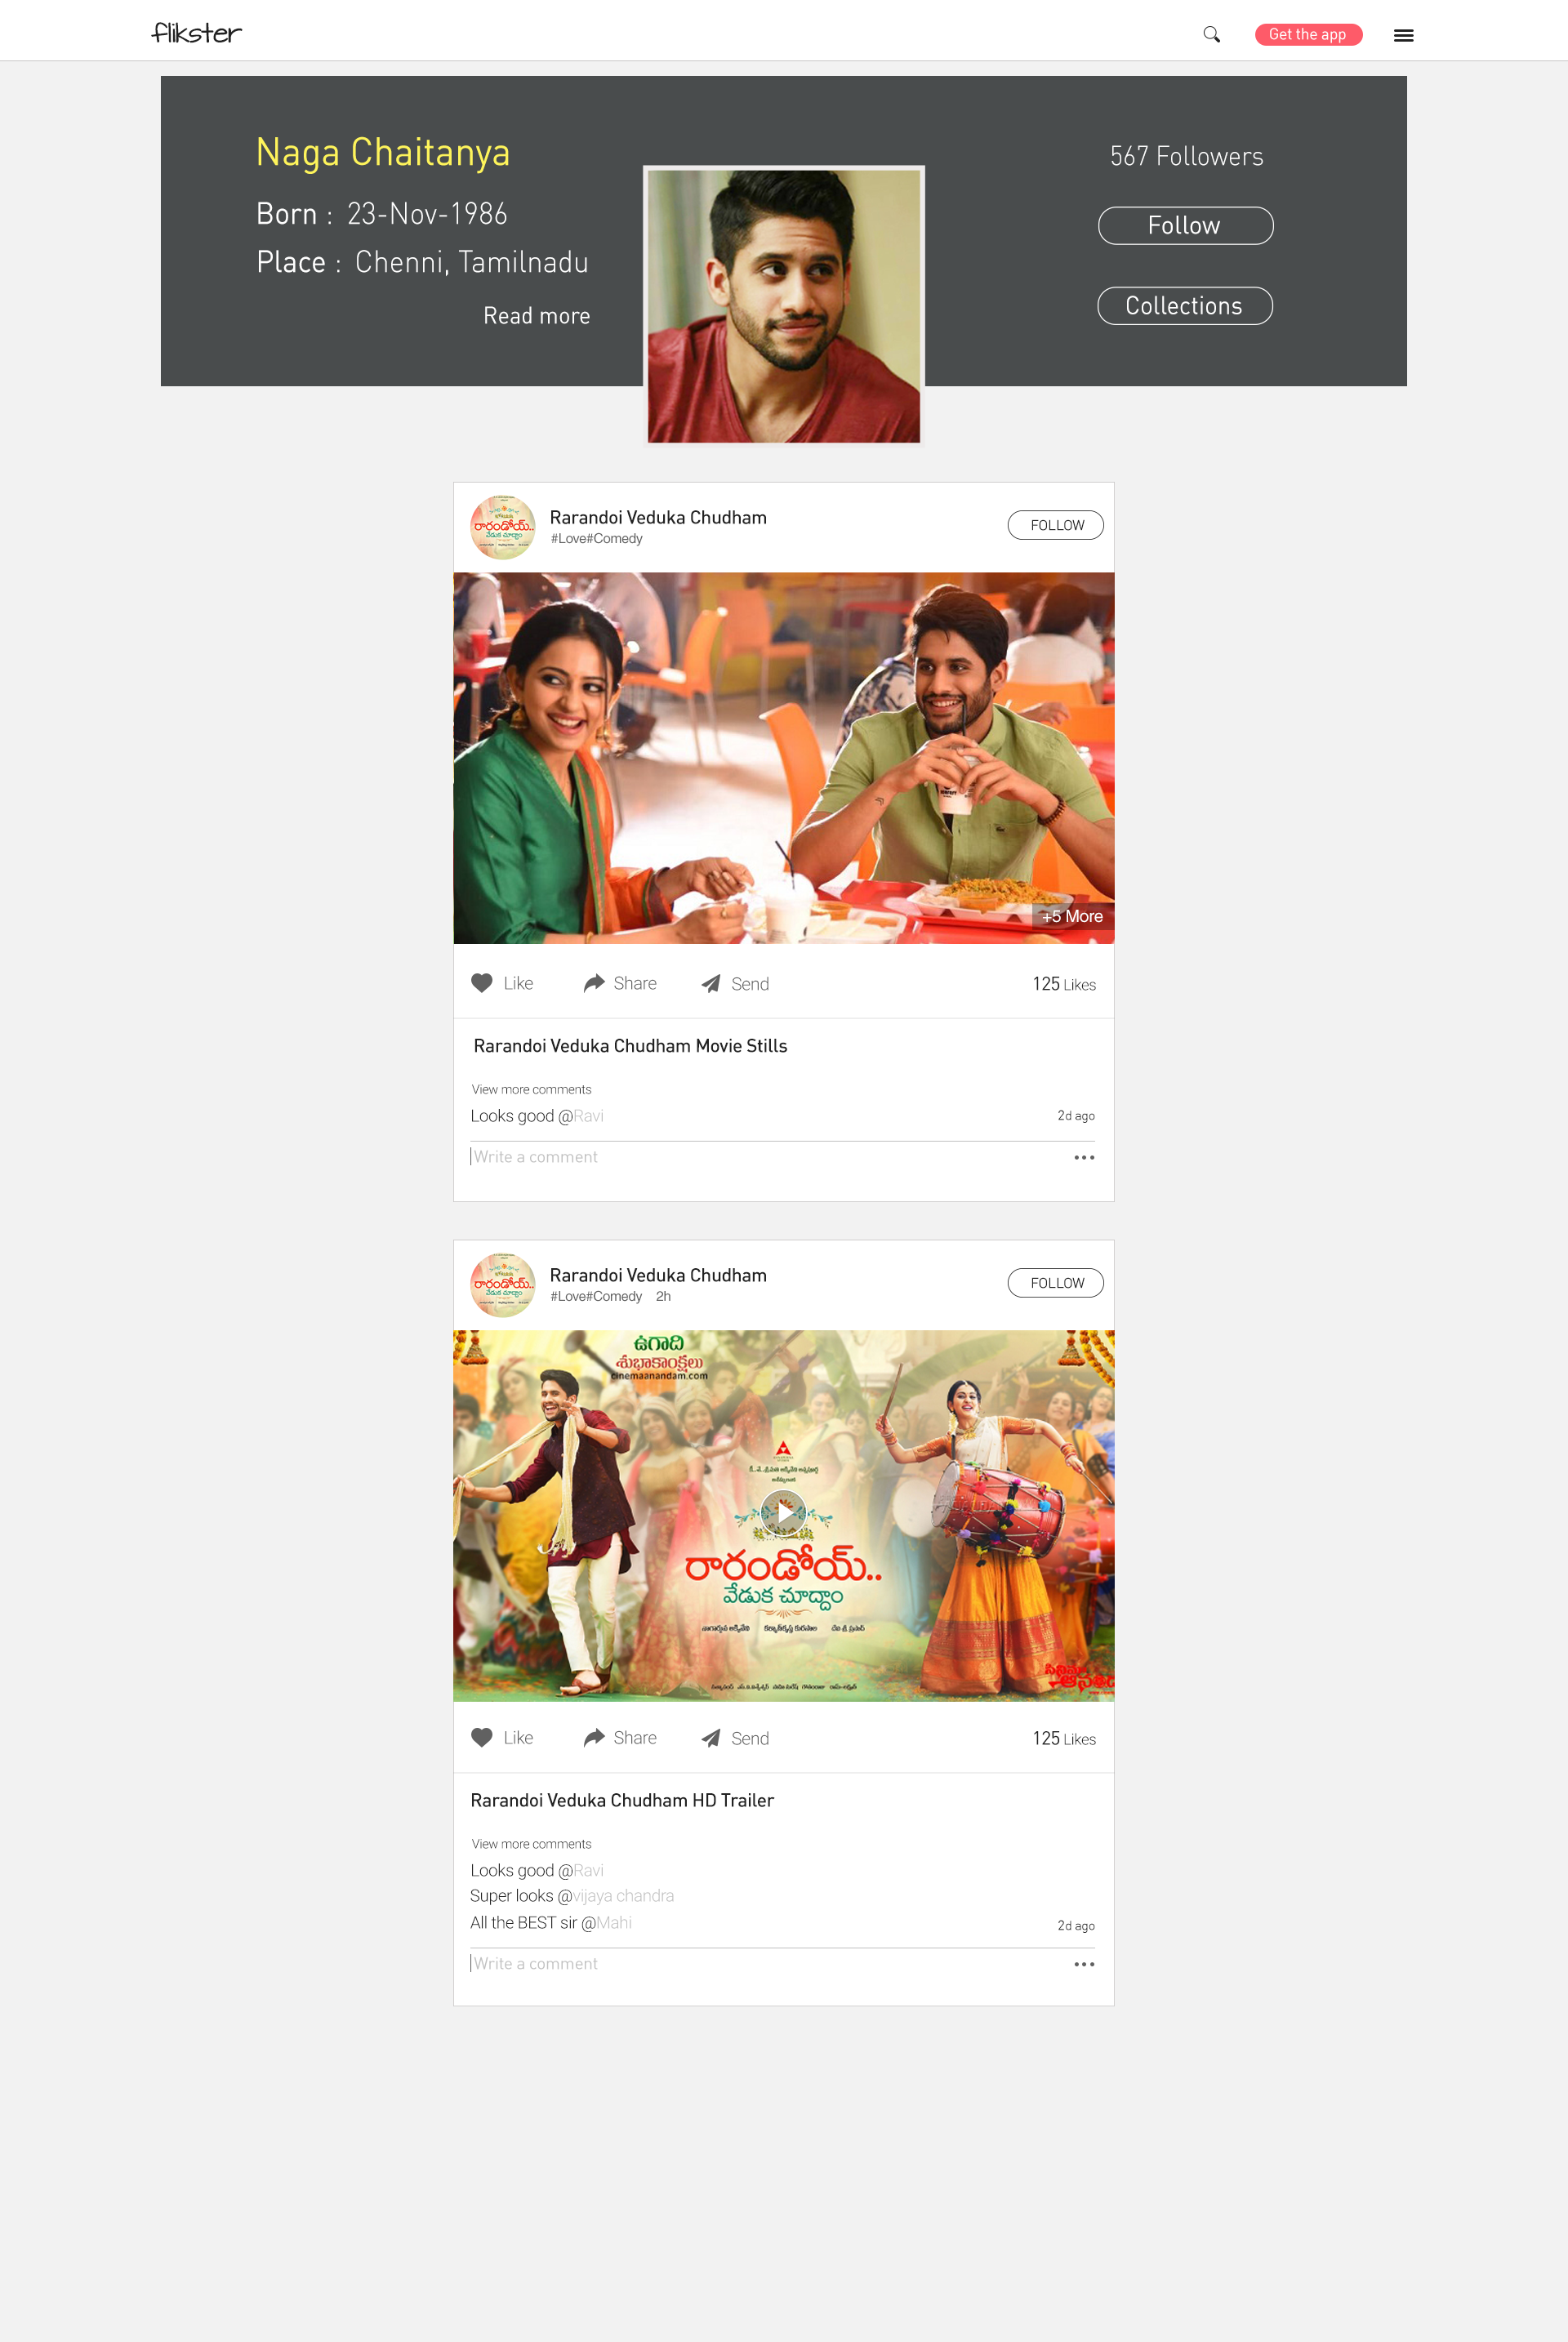 flikster
Get the app
Naga Chaitanya
567 Followers
Born : 23-Nov-1986
Follow
Place : Chenni, Tamilnadu
Collections
Read more
రారండోయ్..
వేడుక చూద్దాం
Rarandoi Veduka Chudham
#Love#Comedy
FOLLOW
+5 More
Like
Share
Send
125 Likes
Rarandoi Veduka Chudham Movie Stills
View more comments
Looks good @Ravi
2d ago
Write a comment
రారండోయ్..
వేడుక చూద్దాం
Rarandoi Veduka Chudham
#Love#Comedy 2h
FOLLOW
ఉగాది
శుభాకాంక్షలు
cinemaanandam.com
రారండోయ్..
వేడుక చూద్దాం
Like
Share
Send
125 Likes
Rarandoi Veduka Chudham HD Trailer
View more comments
Looks good @Ravi
Super looks @vijaya chandra
All the BEST sir @Mahi
2d ago
Write a comment